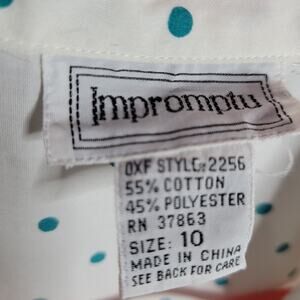 Impromptu
OXF STYLE: 2256
55% COTTON
45% POLYESTER
RN 37863
SIZE: 10
MADE IN CHINA
SEE BACK FOR CARE